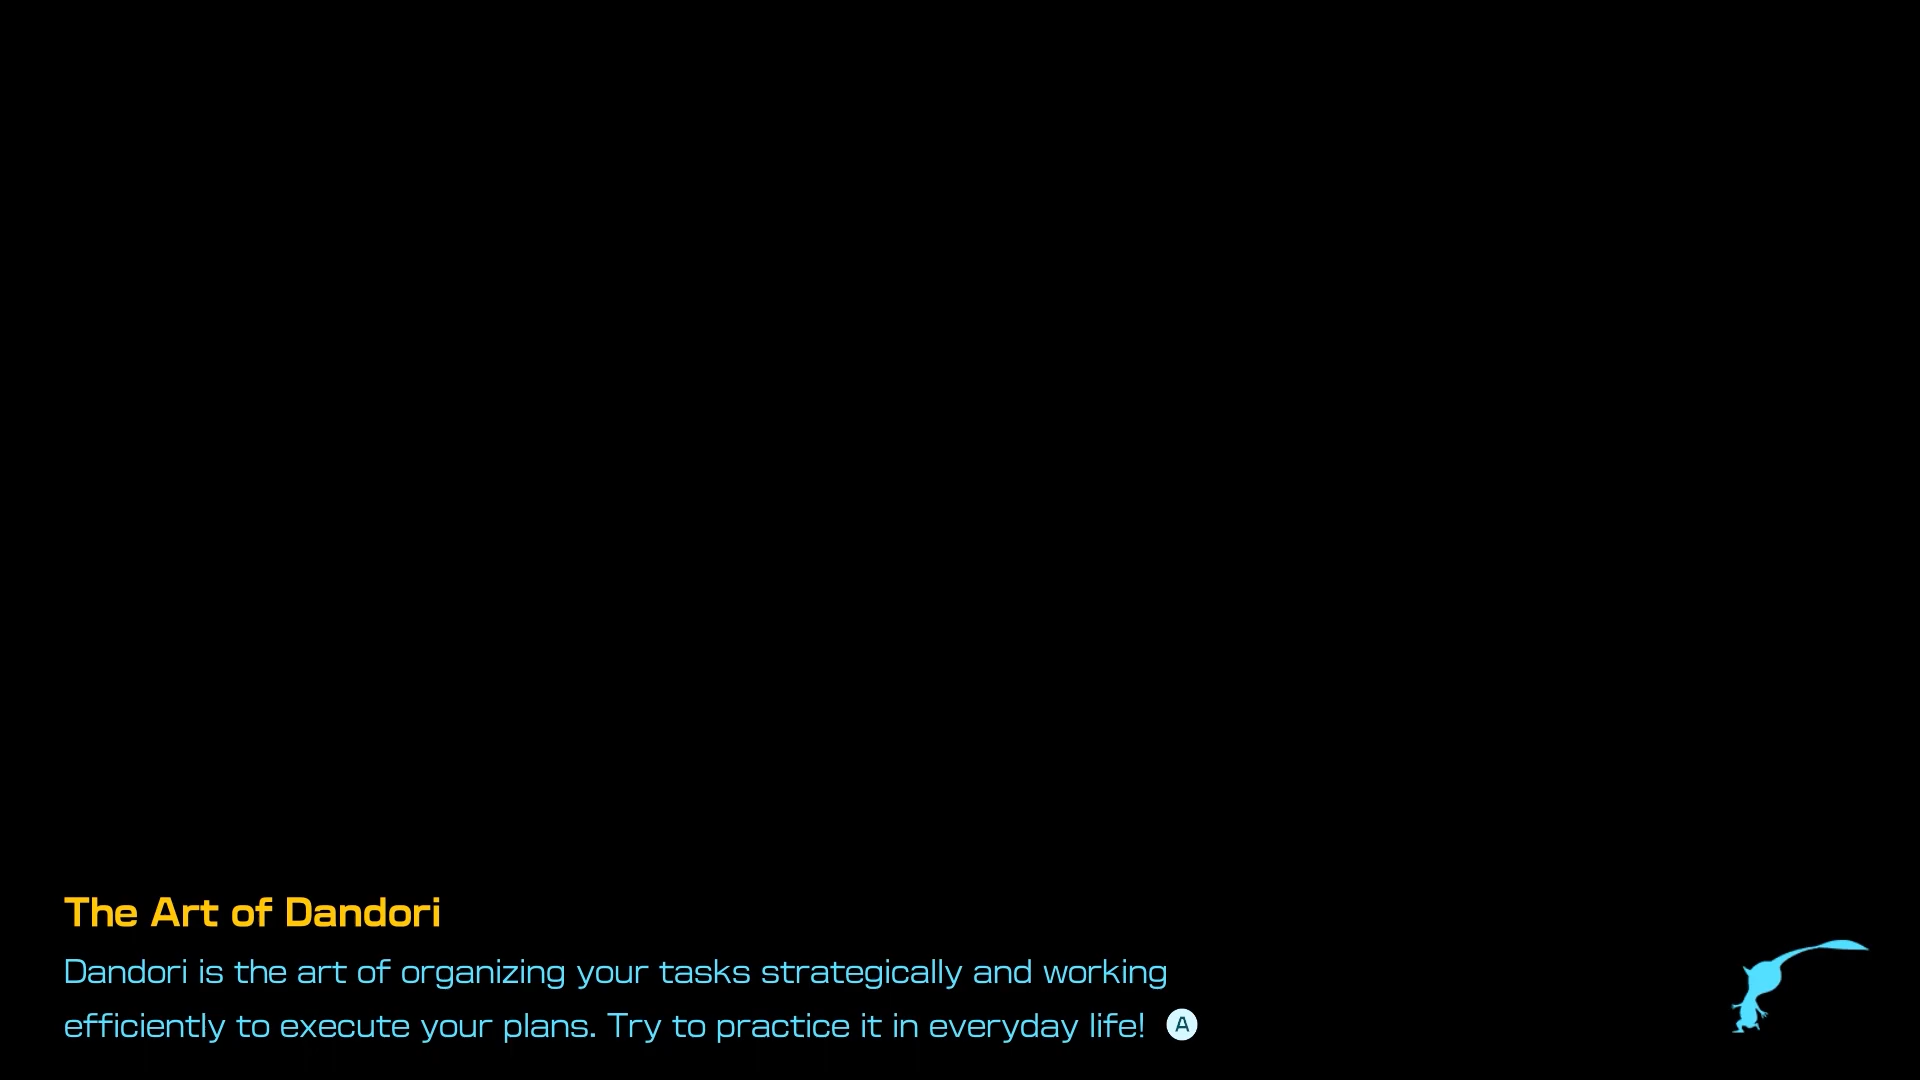 The Art of Dandori
Dandori is the art of organizing your tasks strategically and working
efficiently to execute your plans. Try to practice it in everyday life! A